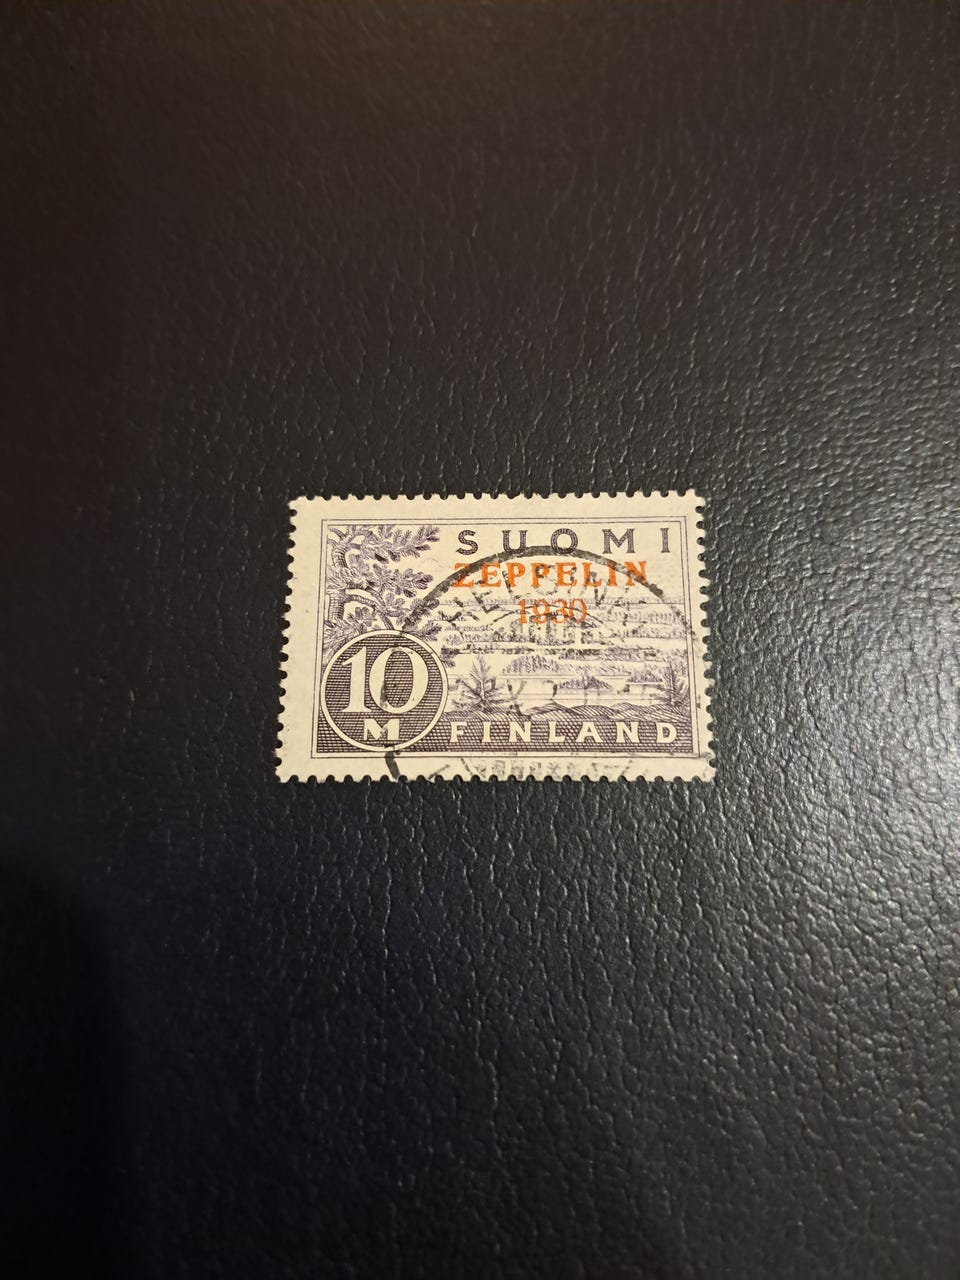 SUOMI
ZEPPELIN
1930
10
M
FINLAND